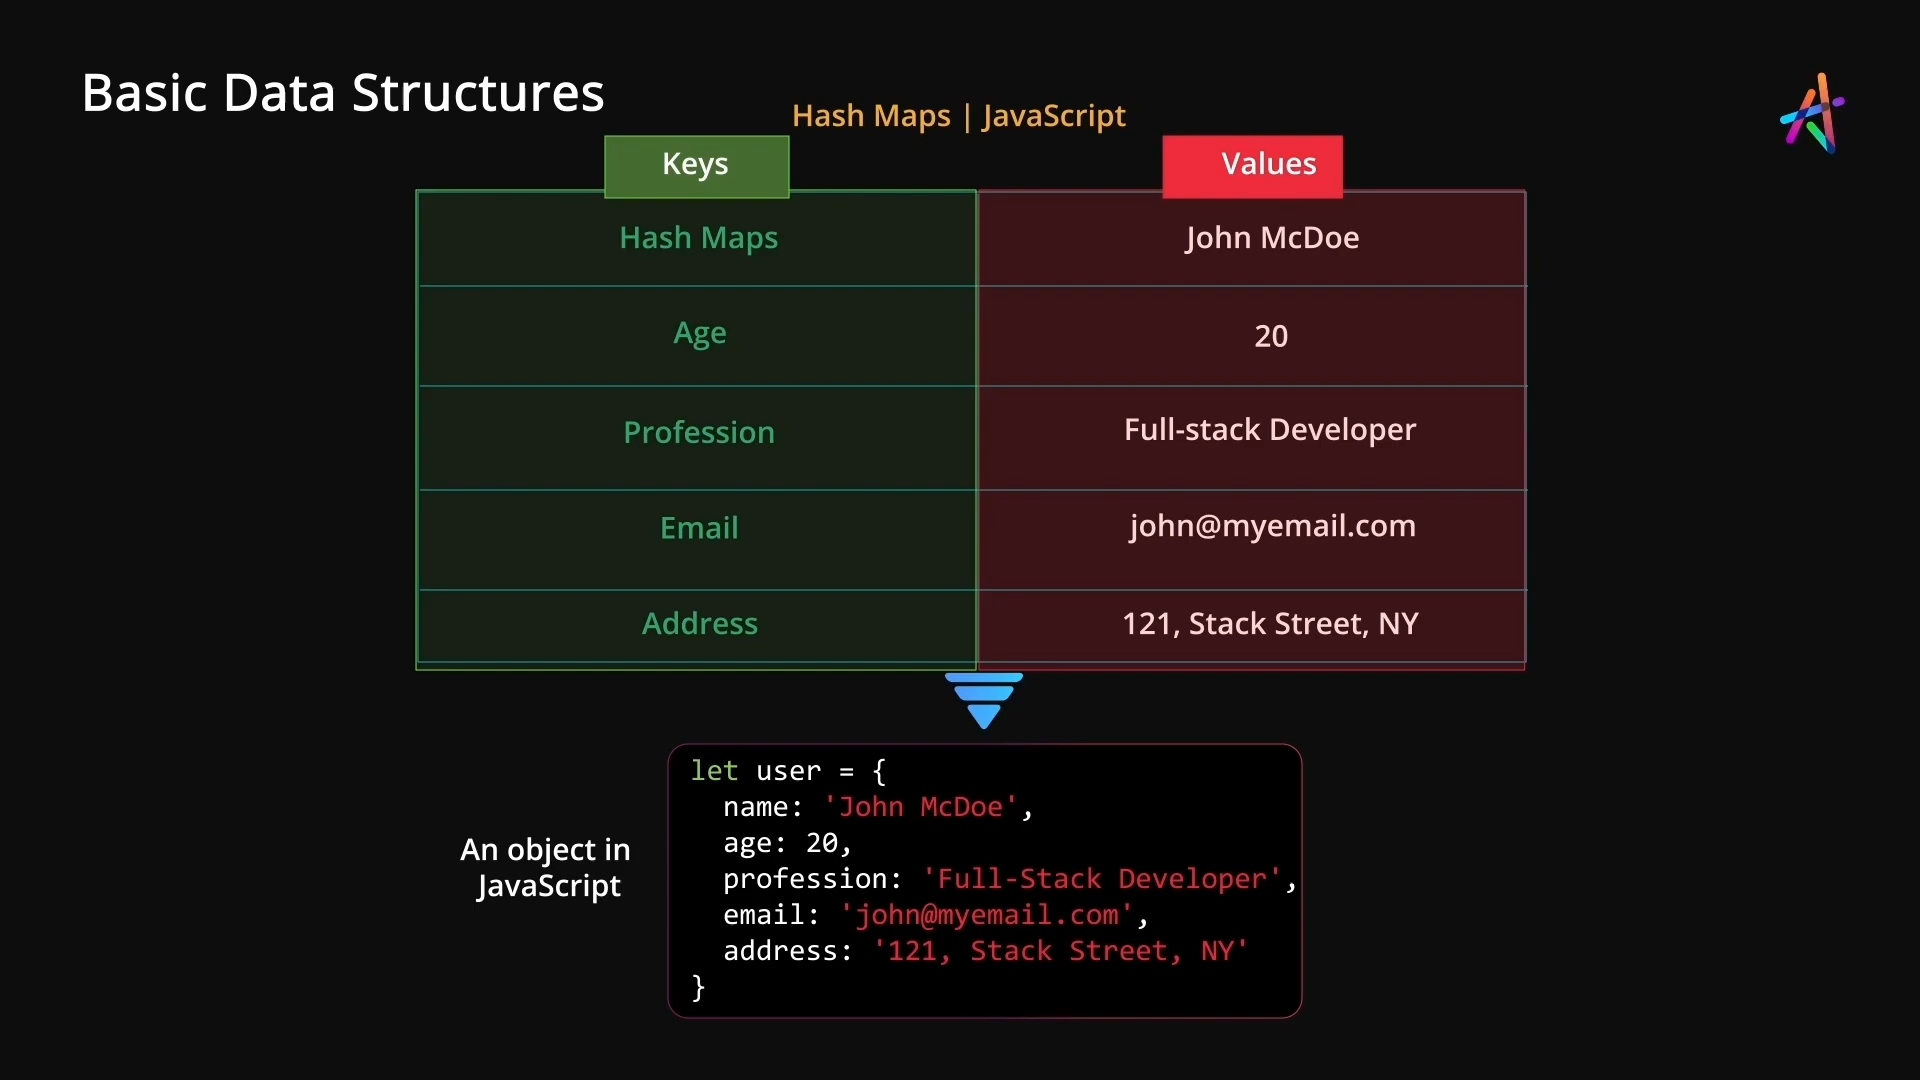 Basic Data Structures
Hash Maps | JavaScript
Keys
Values
Hash Maps
John McDoe
Age
20
Profession
Full-stack Developer
Email
john@myemail.com
Address
121, Stack Street, NY
An object in
JavaScript
let user = {
  name: 'John McDoe',
  age: 20,
  profession: 'Full-Stack Developer',
  email: 'john@myemail.com',
  address: '121, Stack Street, NY'
}